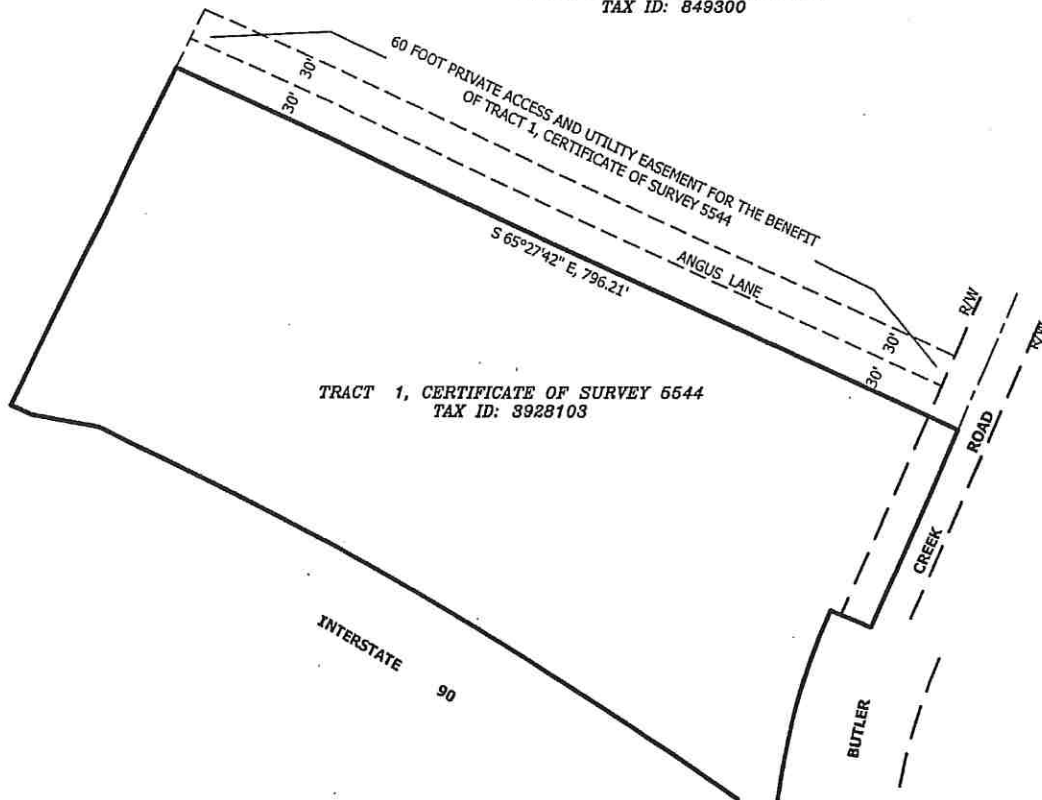 TAX ID: 849300
60 FOOT PRIVATE ACCESS AND UTILITY EASEMENT FOR THE BENEFIT
OF TRACT 1, CERTIFICATE OF SURVEY 5544
30'
30'
S 65°27'42" E, 796.21'
ANGUS LANE
R/W
R/W
30'
30'
TRACT 1, CERTIFICATE OF SURVEY 5544
TAX ID: 3928103
ROAD
CREEK
BUTLER
INTERSTATE 90